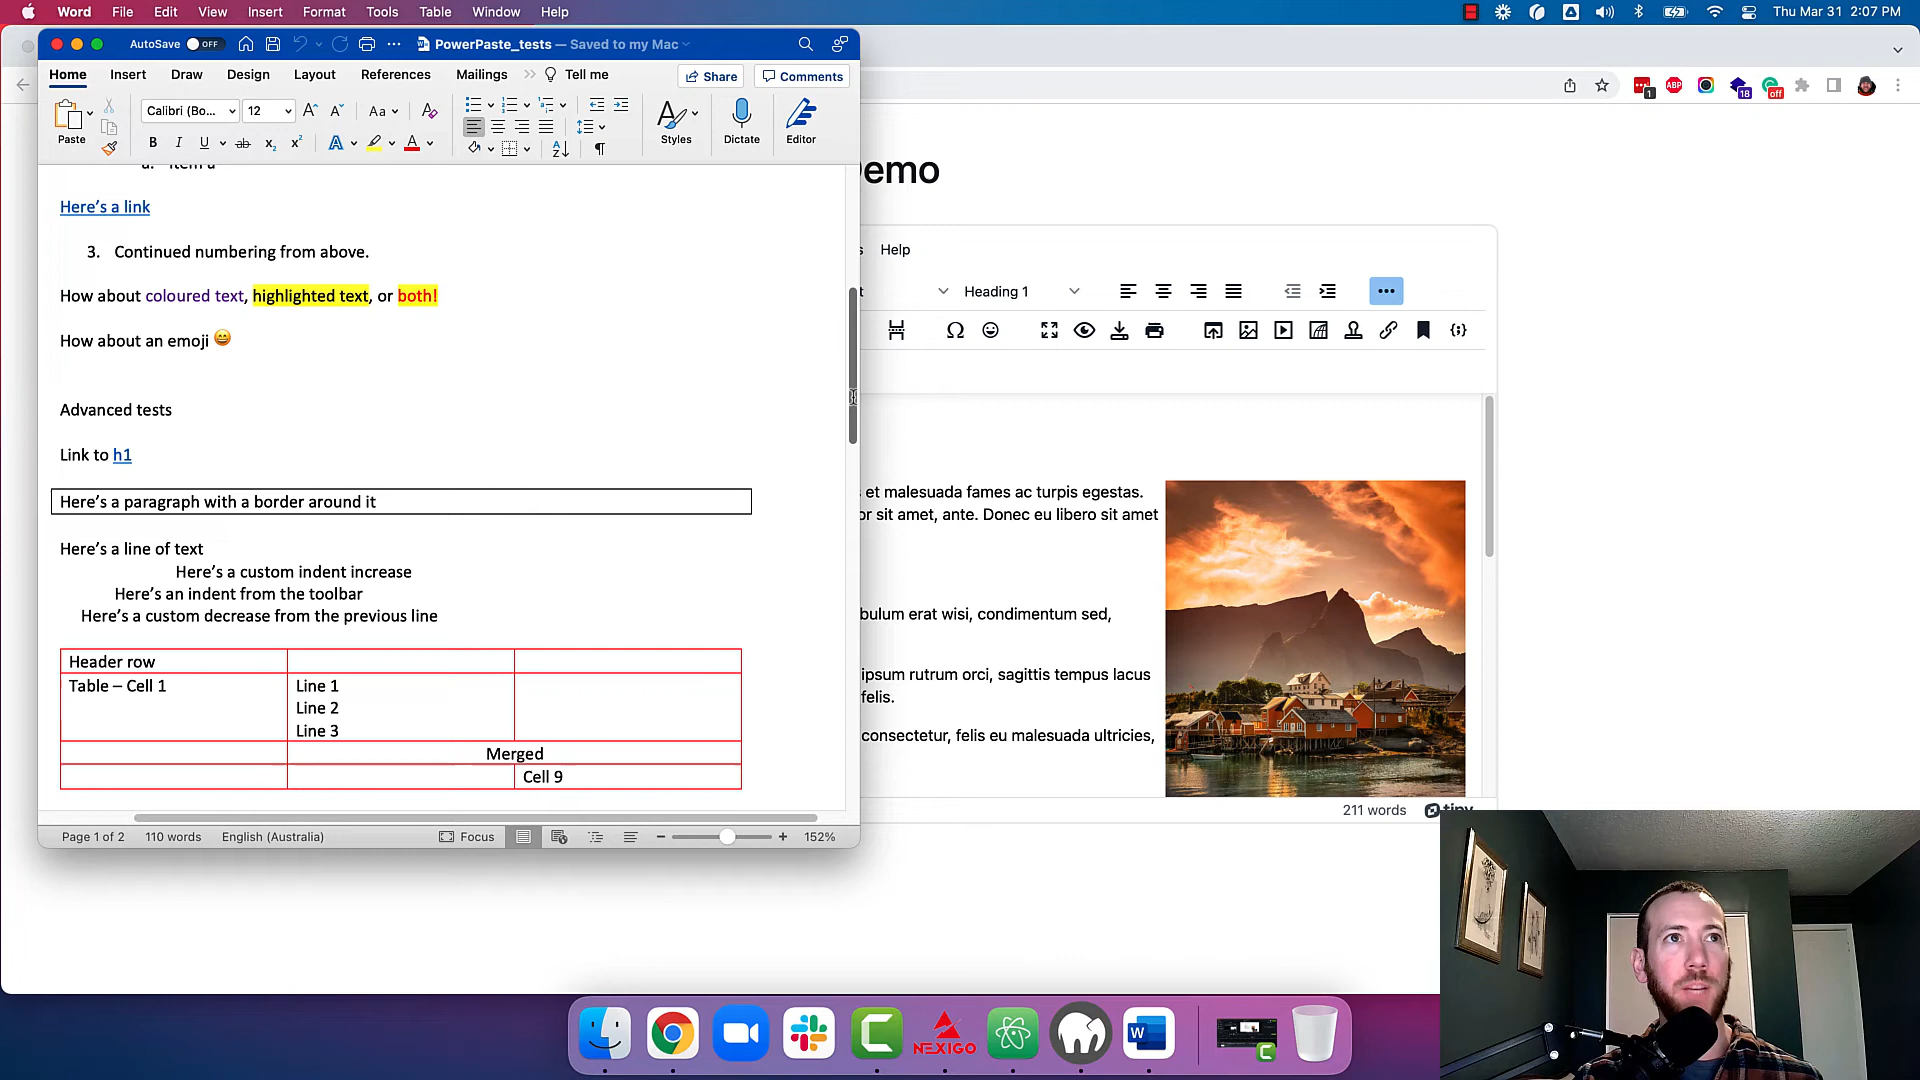 Word File Edit View Insert Format Tools Table Window Help
Thu Mar 31 2:07 PM
AutoSave OFF PowerPaste_tests — Saved to my Mac
Home Insert Draw Design Layout References Mailings Tell me
Share Comments
Paste Calibri (Bo... 12
Styles Dictate Editor
Here's a link
3. Continued numbering from above.
How about coloured text, highlighted text, or both!
How about an emoji 😄
Advanced tests
Link to h1
Here's a paragraph with a border around it
Here's a line of text
Here's a custom indent increase
Here's an indent from the toolbar
Here's a custom decrease from the previous line
Header row
Table – Cell 1 Line 1
Line 2
Line 3
Merged
Cell 9
Page 1 of 2 110 words English (Australia) Focus 152%
1 ABP 18 off
emo
Help
Heading 1
et malesuada fames ac turpis egestas.
or sit amet, ante. Donec eu libero sit amet
bulum erat wisi, condimentum sed,
ipsum rutrum orci, sagittis tempus lacus
felis.
consectetur, felis eu malesuada ultricies,
211 words
NEXIGO
W